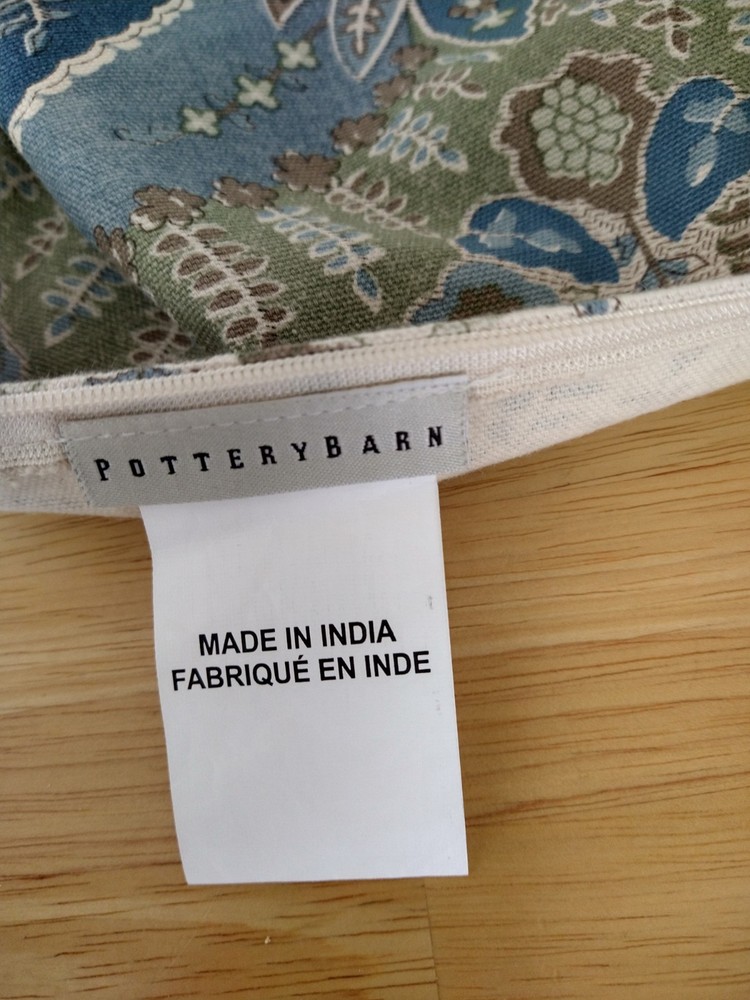 POTTERYBARN
MADE IN INDIA
FABRIQUÉ EN INDE